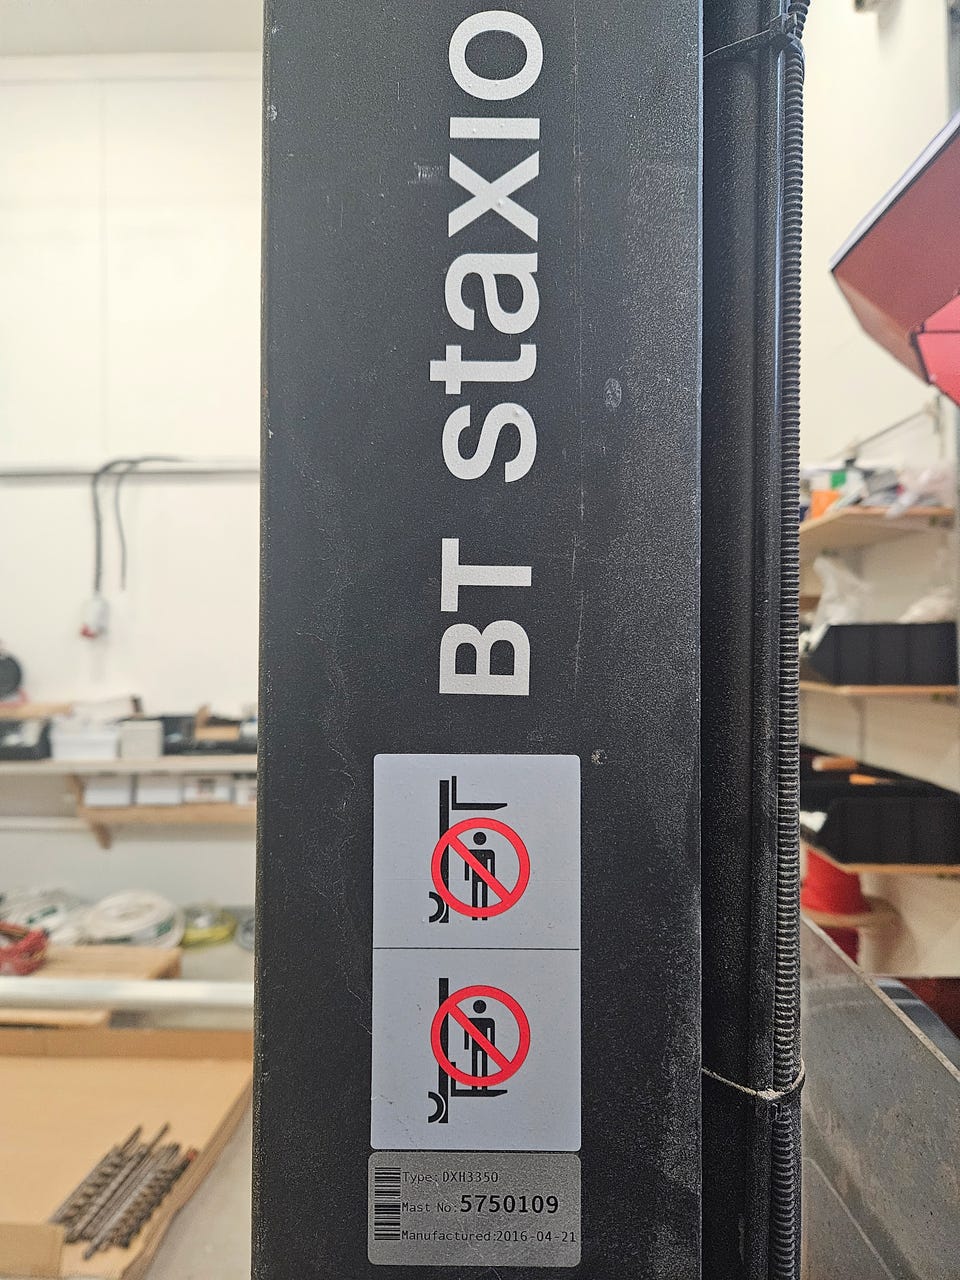 BT staxio
Type: DXH3350
Mast No: 5750109
Manufactured:2016-04-21